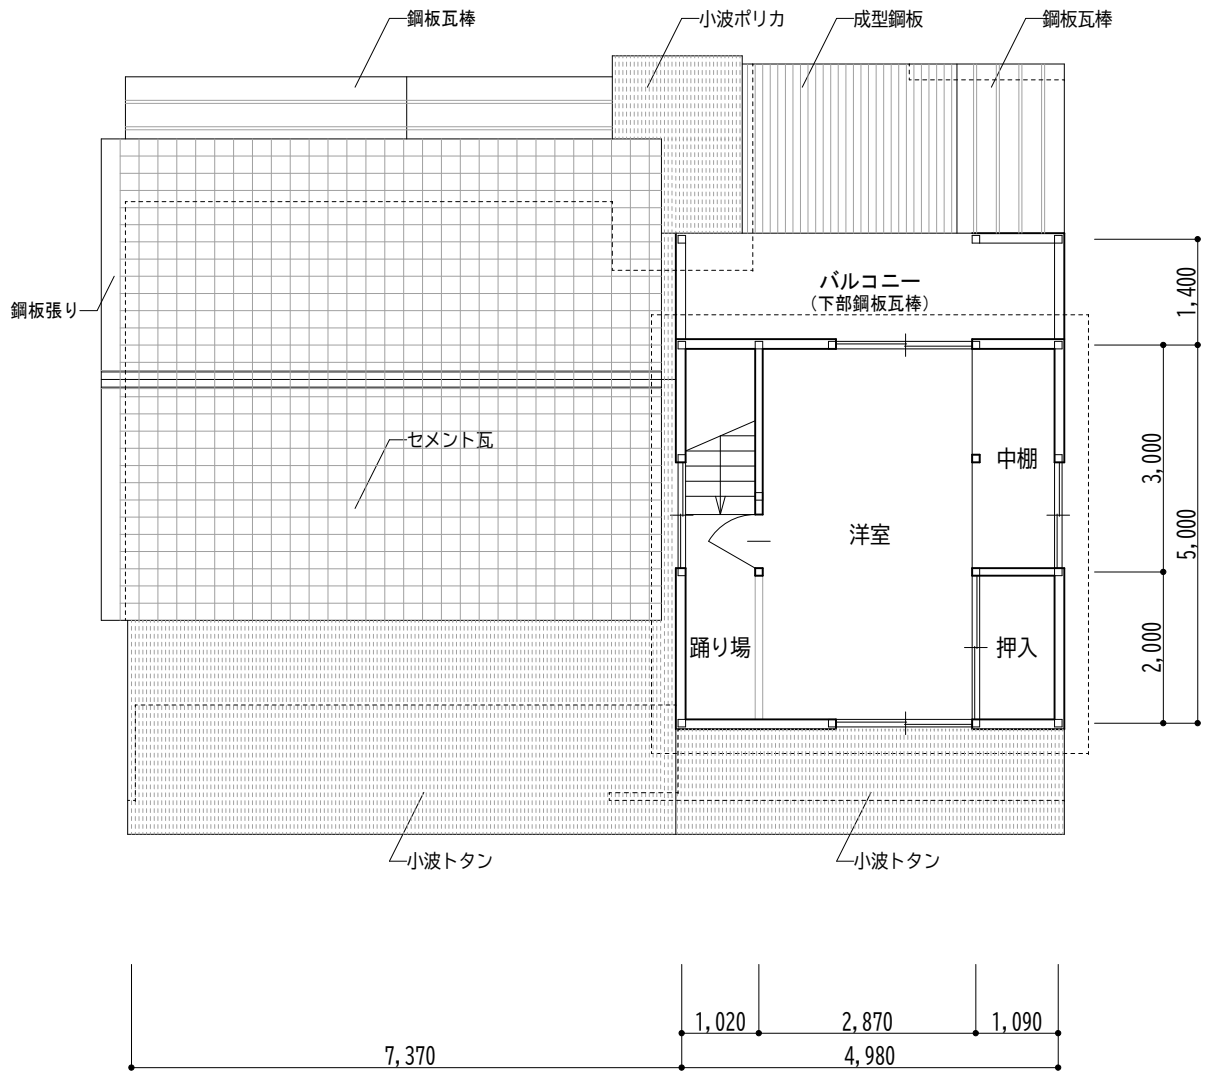 鋼板瓦棒
小波ポリカ
成型鋼板
鋼板瓦棒
バルコニー
(下部鋼板瓦棒)
鋼板張り
1,400
セメント瓦
中棚
3,000
洋室
5,000
踊り場
押入
2,000
小波トタン
小波トタン
1,020
2,870
1,090
7,370
4,980